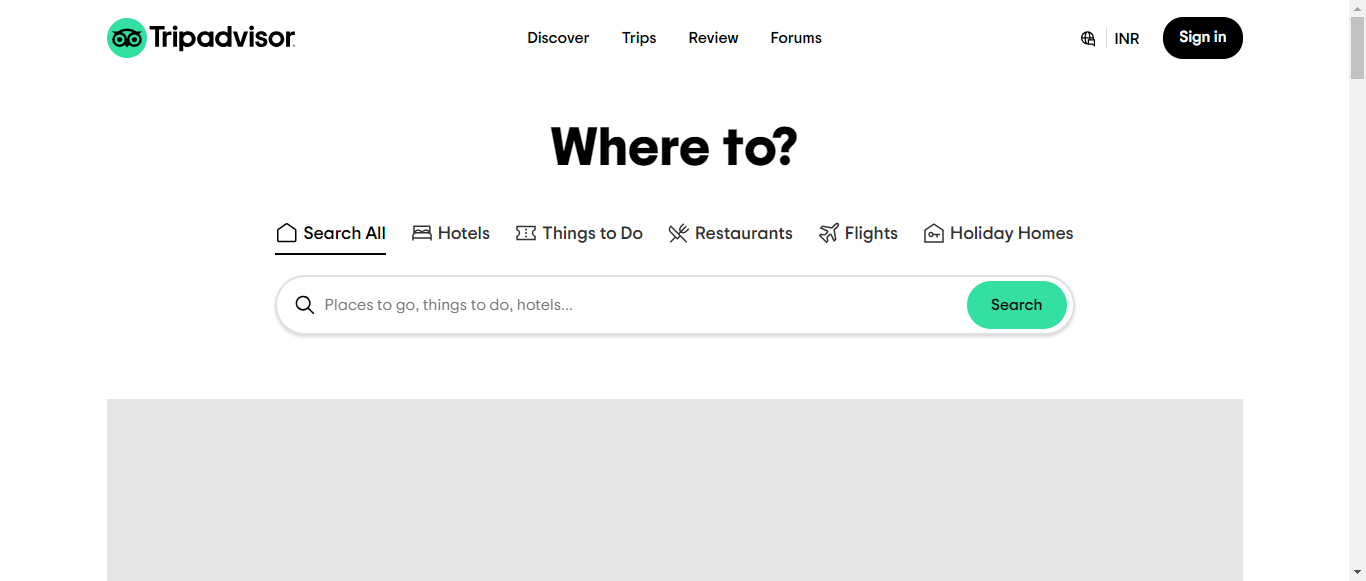 Tripadvisor
Discover Trips Review Forums INR Sign in
Where to?
Search All Hotels Things to Do Restaurants Flights Holiday Homes
Places to go, things to do, hotels... Search